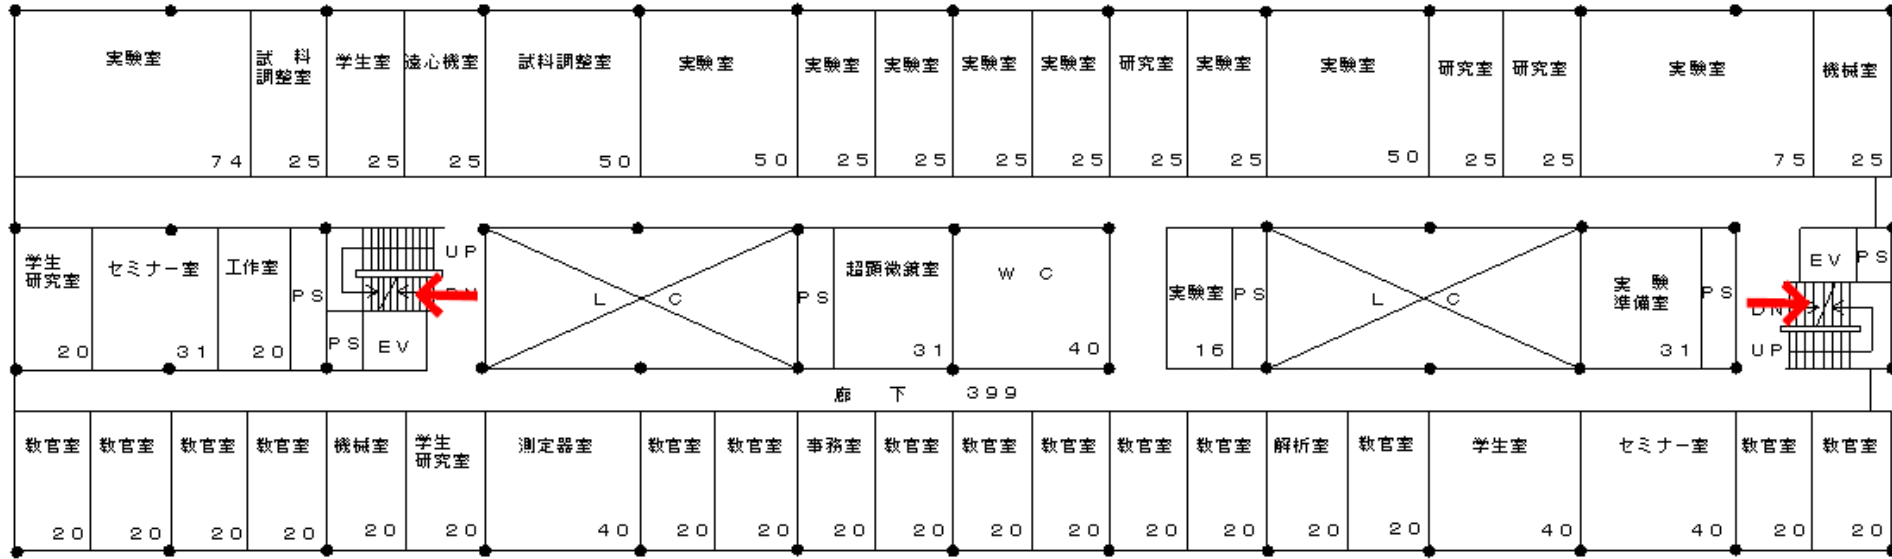 実験室
試 料
調整室
学生室
遠心機室
試料調整室
実験室
実験室
実験室
実験室
実験室
研究室
実験室
実験室
研究室
研究室
実験室
機械室
74
25
25
25
50
50
25
25
25
25
25
25
50
25
25
75
25
学生
研究室
セミナー室
工作室
PS
UP
DN
PS
EV
L C
PS
超顕微鏡室
W C
実験室
PS
L C
実 験
準備室
PS
EV
PS
DN
UP
20
31
20
31
40
16
31
廊 下 399
教官室
教官室
教官室
教官室
機械室
学生
研究室
測定器室
教官室
教官室
事務室
教官室
教官室
教官室
教官室
教官室
解析室
教官室
学生室
セミナー室
教官室
教官室
20
20
20
20
20
20
40
20
20
20
20
20
20
20
20
20
20
40
40
20
20